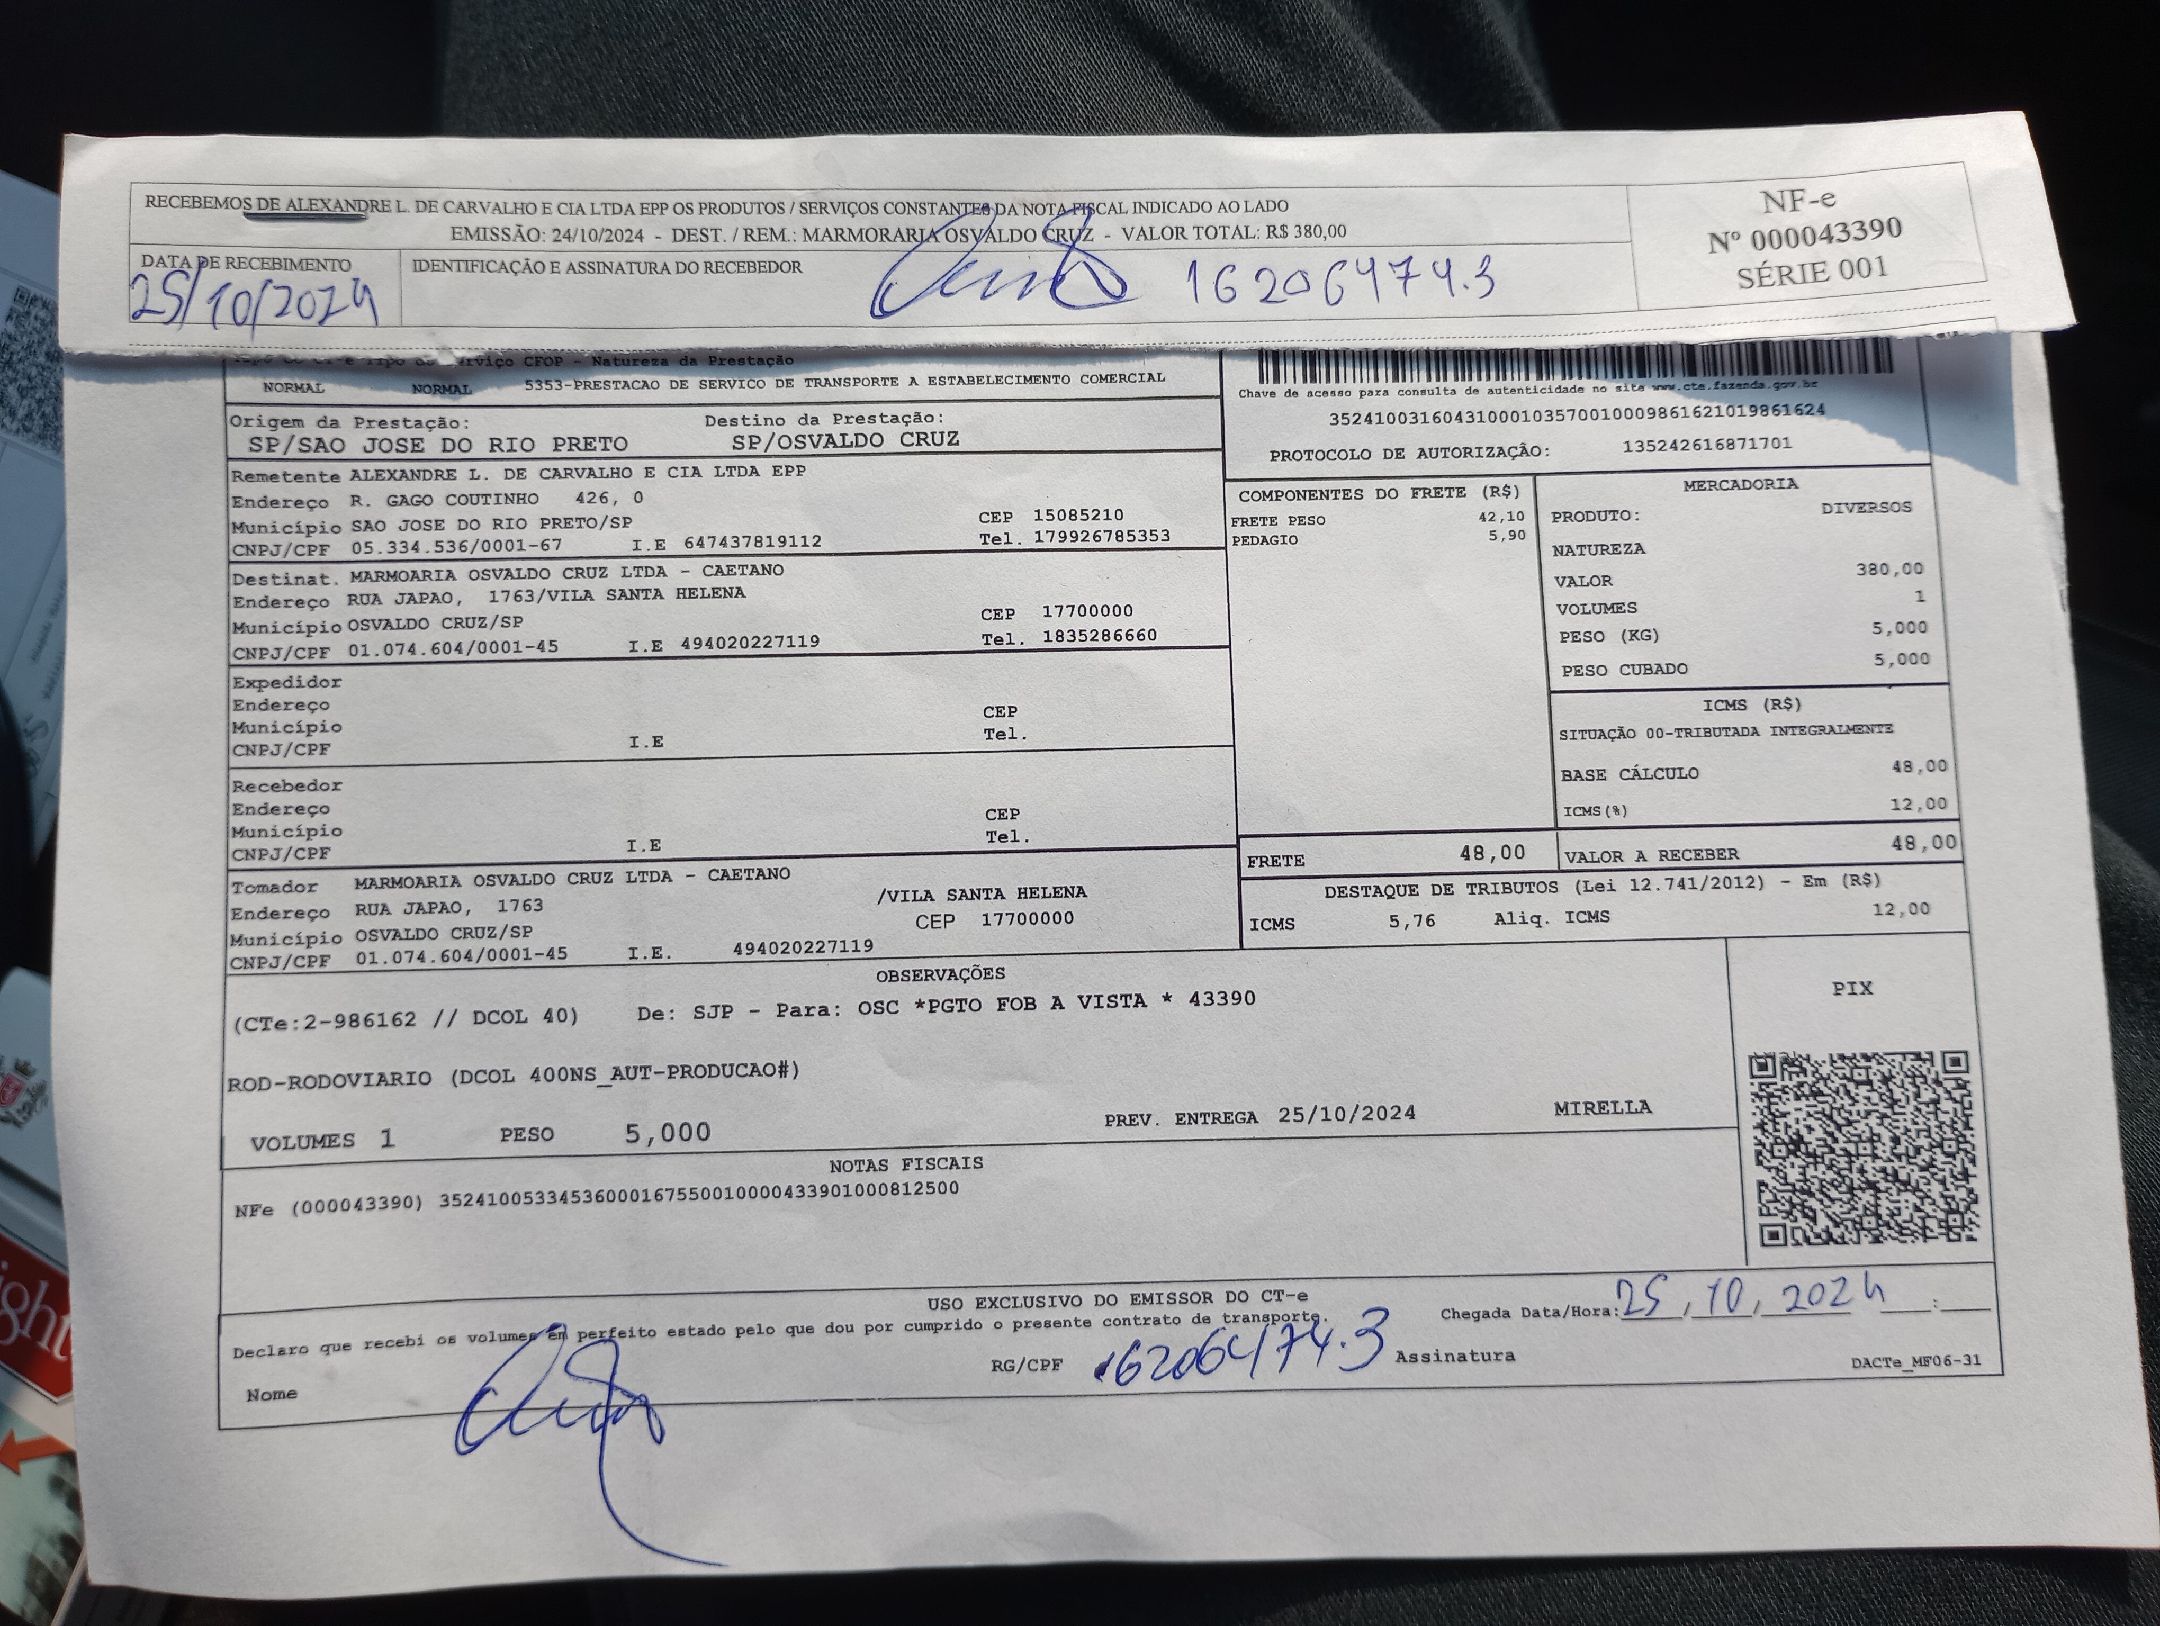 RECEBEMOS DE ALEXANDRE L. DE CARVALHO E CIA LTDA EPP OS PRODUTOS / SERVIÇOS CONSTANTES DA NOTA FISCAL INDICADO AO LADO
EMISSÃO: 24/10/2024 - DEST. / REM.: MARMORARIA OSVALDO CRUZ - VALOR TOTAL: R$ 380,00
NF-e
Nº 000043390
SÉRIE 001
DATA DE RECEBIMENTO
25/10/2024
IDENTIFICAÇÃO E ASSINATURA DO RECEBEDOR
16206474.3
CFOP - Natureza da Prestação
NORMAL NORMAL 5353-PRESTACAO DE SERVICO DE TRANSPORTE A ESTABELECIMENTO COMERCIAL
Chave de acesso para consulta de autenticidade no site www.cte.fazenda.gov.br
35241003160431000103570010009861621019861624
PROTOCOLO DE AUTORIZAÇÃO: 135242616871701
Origem da Prestação: Destino da Prestação:
SP/SAO JOSE DO RIO PRETO SP/OSVALDO CRUZ
Remetente ALEXANDRE L. DE CARVALHO E CIA LTDA EPP
Endereço R. GAGO COUTINHO 426, 0
Município SAO JOSE DO RIO PRETO/SP CEP 15085210
CNPJ/CPF 05.334.536/0001-67 I.E 647437819112 Tel. 179926785353
Destinat. MARMOARIA OSVALDO CRUZ LTDA - CAETANO
Endereço RUA JAPAO, 1763/VILA SANTA HELENA
Município OSVALDO CRUZ/SP CEP 17700000
CNPJ/CPF 01.074.604/0001-45 I.E 494020227119 Tel. 1835286660
Expedidor
Endereço
Município CEP
CNPJ/CPF I.E Tel.
Recebedor
Endereço
Município CEP
CNPJ/CPF I.E Tel.
Tomador MARMOARIA OSVALDO CRUZ LTDA - CAETANO
Endereço RUA JAPAO, 1763 /VILA SANTA HELENA
Município OSVALDO CRUZ/SP CEP 17700000
CNPJ/CPF 01.074.604/0001-45 I.E. 494020227119
COMPONENTES DO FRETE (R$)
FRETE PESO 42,10
PEDAGIO 5,90
MERCADORIA
PRODUTO: DIVERSOS
NATUREZA
VALOR 380,00
VOLUMES 1
PESO (KG) 5,000
PESO CUBADO 5,000
ICMS (R$)
SITUAÇÃO 00-TRIBUTADA INTEGRALMENTE
BASE CÁLCULO 48,00
ICMS(%) 12,00
FRETE 48,00 VALOR A RECEBER 48,00
DESTAQUE DE TRIBUTOS (Lei 12.741/2012) - Em (R$)
ICMS 5,76 Aliq. ICMS 12,00
OBSERVAÇÕES
(CTe:2-986162 // DCOL 40) De: SJP - Para: OSC *PGTO FOB A VISTA * 43390
ROD-RODOVIARIO (DCOL 400NS_AUT-PRODUCAO#)
VOLUMES 1 PESO 5,000 PREV. ENTREGA 25/10/2024 MIRELLA
PIX
NOTAS FISCAIS
NFe (000043390) 35241005334536000167550010000433901000812500
USO EXCLUSIVO DO EMISSOR DO CT-e
Declaro que recebi os volumes em perfeito estado pelo que dou por cumprido o presente contrato de transporte.
Chegada Data/Hora: 25, 10, 2024 :
Nome RG/CPF 16206474.3 Assinatura
DACTe_MF06-31